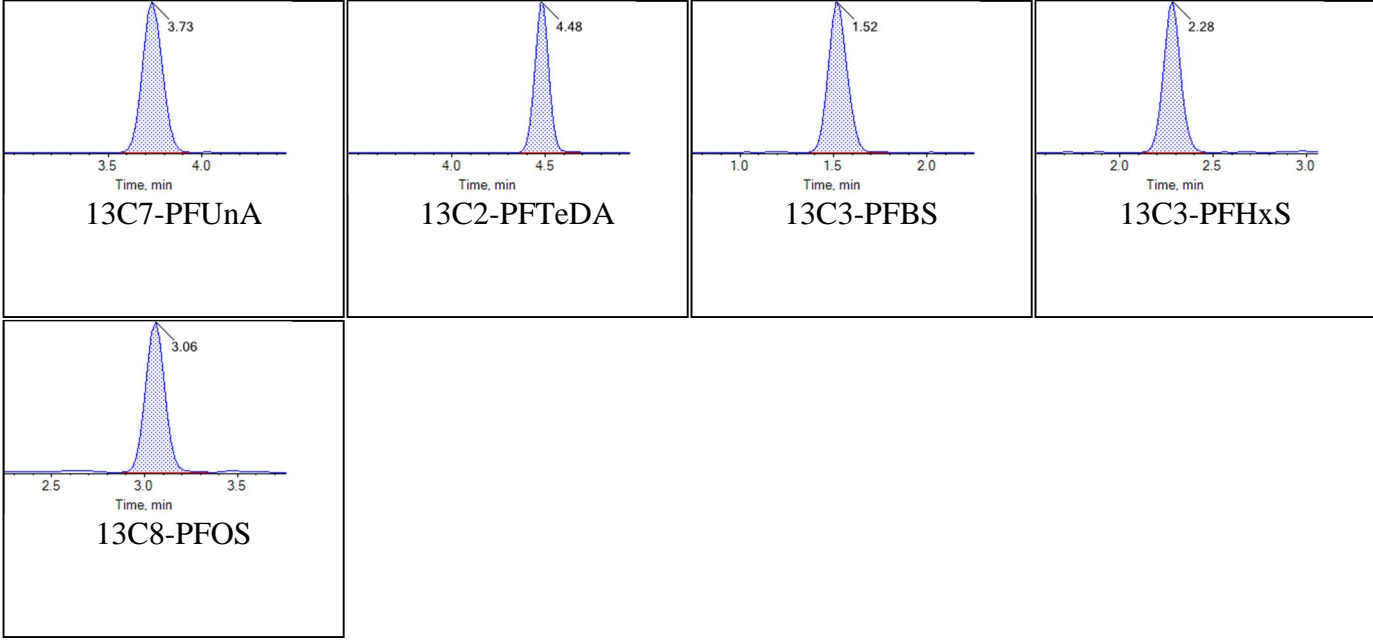 3.73
3.5 4.0
Time, min
13C7-PFUnA
4.48
4.0 4.5
Time, min
13C2-PFTeDA
1.52
1.0 1.5 2.0
Time, min
13C3-PFBS
2.28
2.0 2.5 3.0
Time, min
13C3-PFHxS
3.06
2.5 3.0 3.5
Time, min
13C8-PFOS